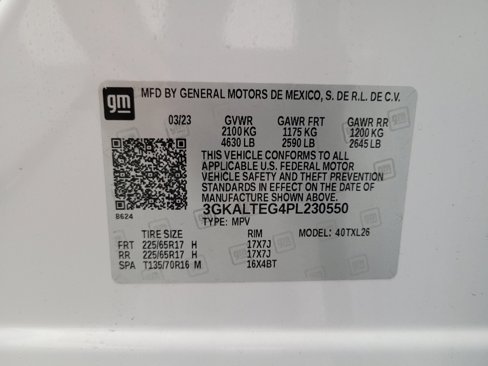 gm
MFD BY GENERAL MOTORS DE MEXICO, S. DE R.L. DE C.V.
03/23 GVWR GAWR FRT GAWR RR
2100 KG 1175 KG 1200 KG
4630 LB 2590 LB 2645 LB
THIS VEHICLE CONFORMS TO ALL
APPLICABLE U.S. FEDERAL MOTOR
VEHICLE SAFETY AND THEFT PREVENTION
STANDARDS IN EFFECT ON THE DATE OF
MANUFACTURE SHOWN ABOVE.
3GKALTEG4PL230550
8624 TYPE: MPV
TIRE SIZE RIM MODEL: 40TXL26
FRT 225/65R17 H 17X7J
RR 225/65R17 H 17X7J
SPA T135/70R16 M 16X4BT